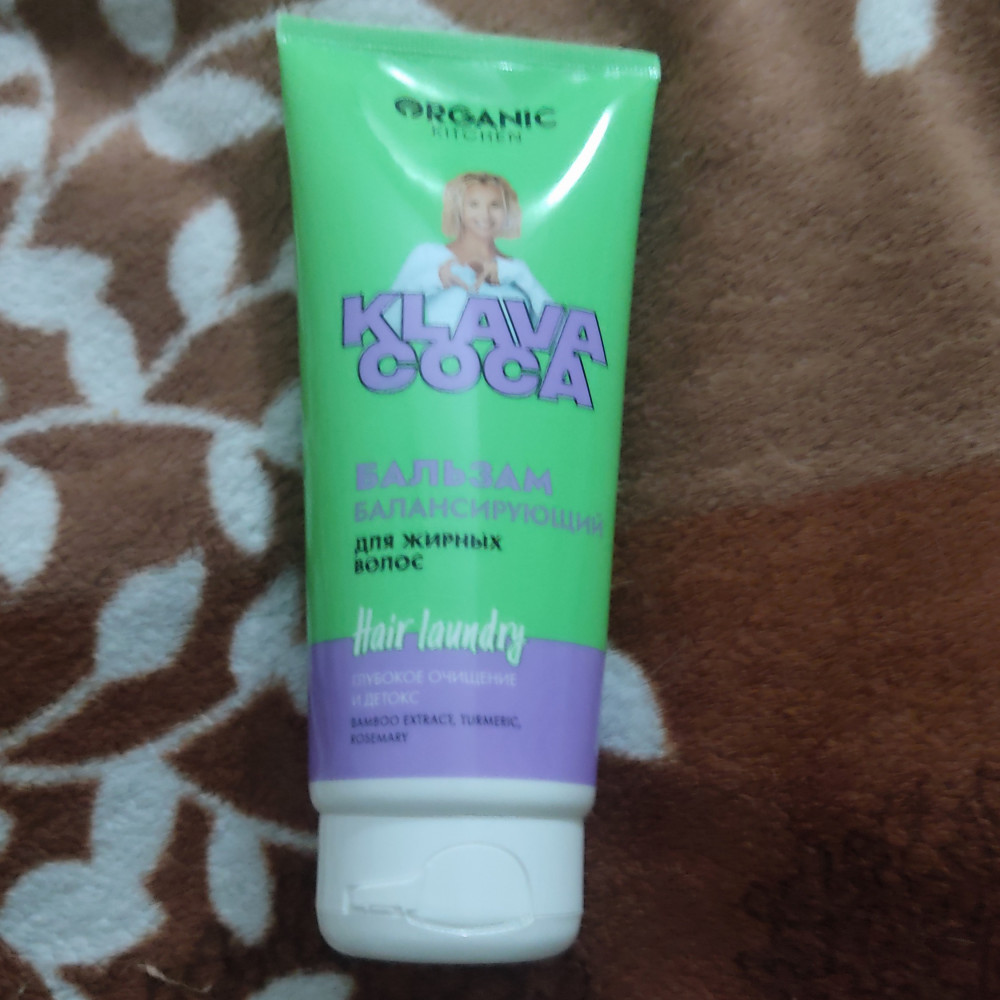 ORGANIC
KITCHEN
KLAVA
COCA
БАЛЬЗАМ
БАЛАНСИРУЮЩИЙ
ДЛЯ ЖИРНЫХ
ВОЛОС
Hair laundry
ГЛУБОКОЕ ОЧИЩЕНИЕ
И ДЕТОКС
BAMBOO EXTRACT, TURMERIC,
ROSEMARY